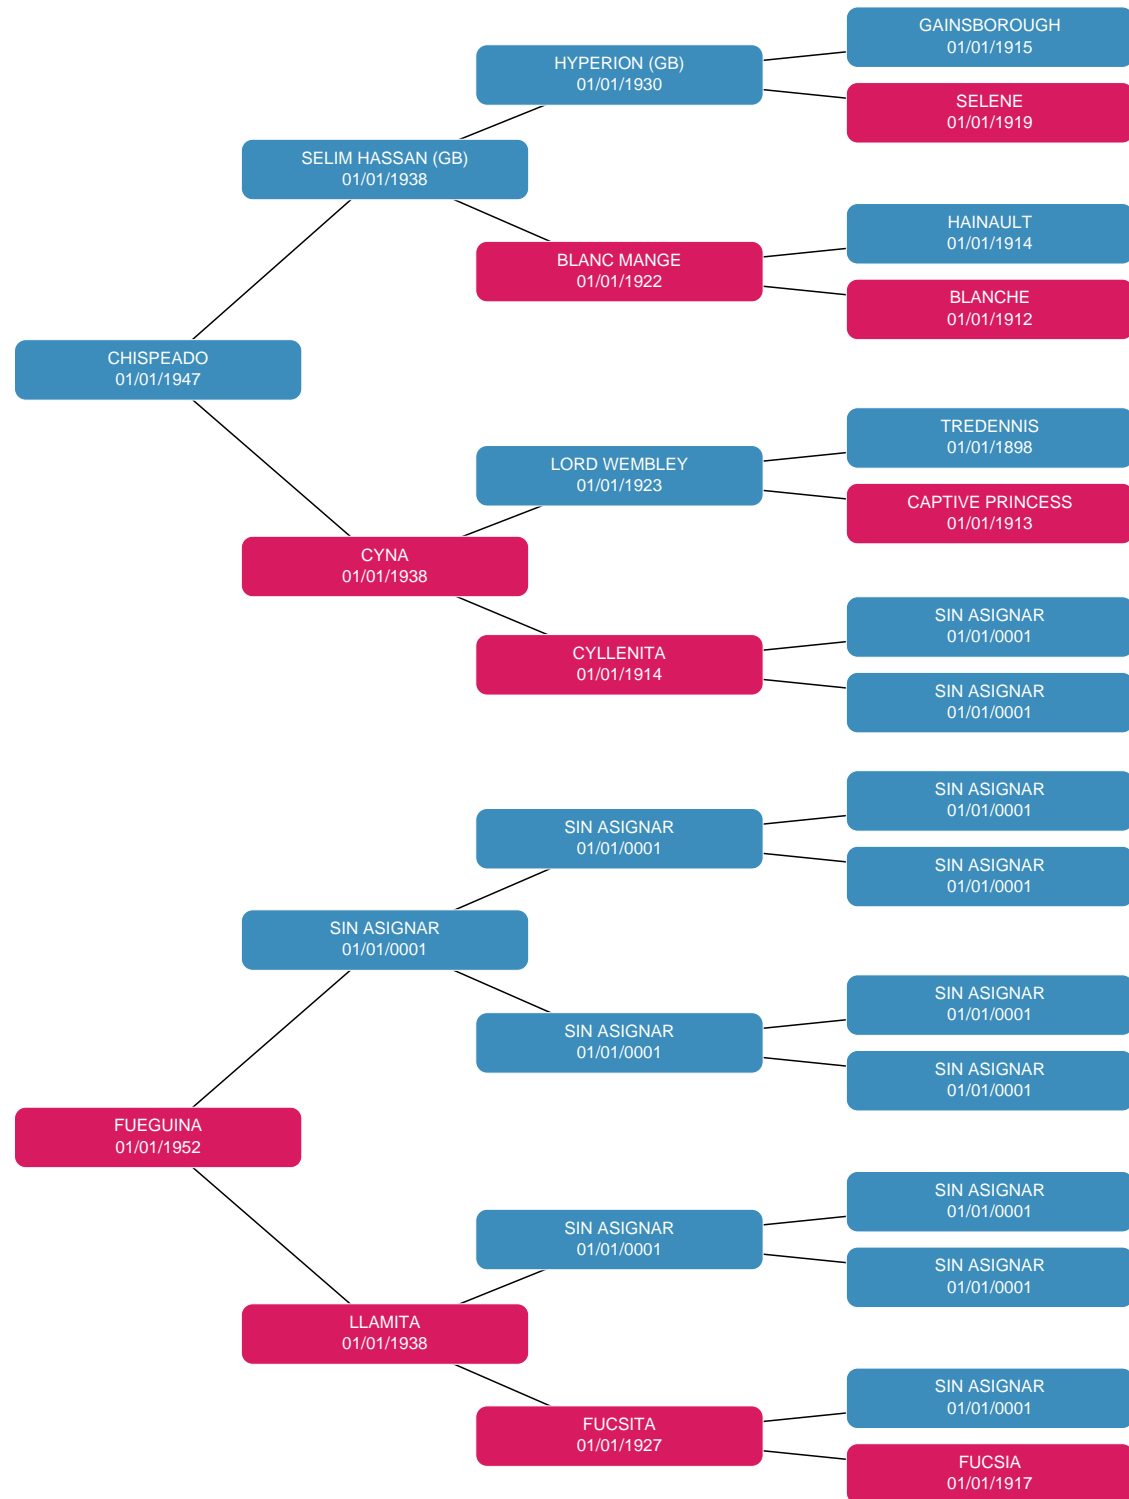 GAINSBOROUGH
01/01/1915
HYPERION (GB)
01/01/1930
SELENE
01/01/1919
SELIM HASSAN (GB)
01/01/1938
HAINAULT
01/01/1914
BLANC MANGE
01/01/1922
BLANCHE
01/01/1912
CHISPEADO
01/01/1947
TREDENNIS
01/01/1898
LORD WEMBLEY
01/01/1923
CAPTIVE PRINCESS
01/01/1913
CYNA
01/01/1938
SIN ASIGNAR
01/01/0001
CYLLENITA
01/01/1914
SIN ASIGNAR
01/01/0001
SIN ASIGNAR
01/01/0001
SIN ASIGNAR
01/01/0001
SIN ASIGNAR
01/01/0001
SIN ASIGNAR
01/01/0001
SIN ASIGNAR
01/01/0001
SIN ASIGNAR
01/01/0001
SIN ASIGNAR
01/01/0001
FUEGUINA
01/01/1952
SIN ASIGNAR
01/01/0001
SIN ASIGNAR
01/01/0001
SIN ASIGNAR
01/01/0001
LLAMITA
01/01/1938
SIN ASIGNAR
01/01/0001
FUCSITA
01/01/1927
FUCSIA
01/01/1917